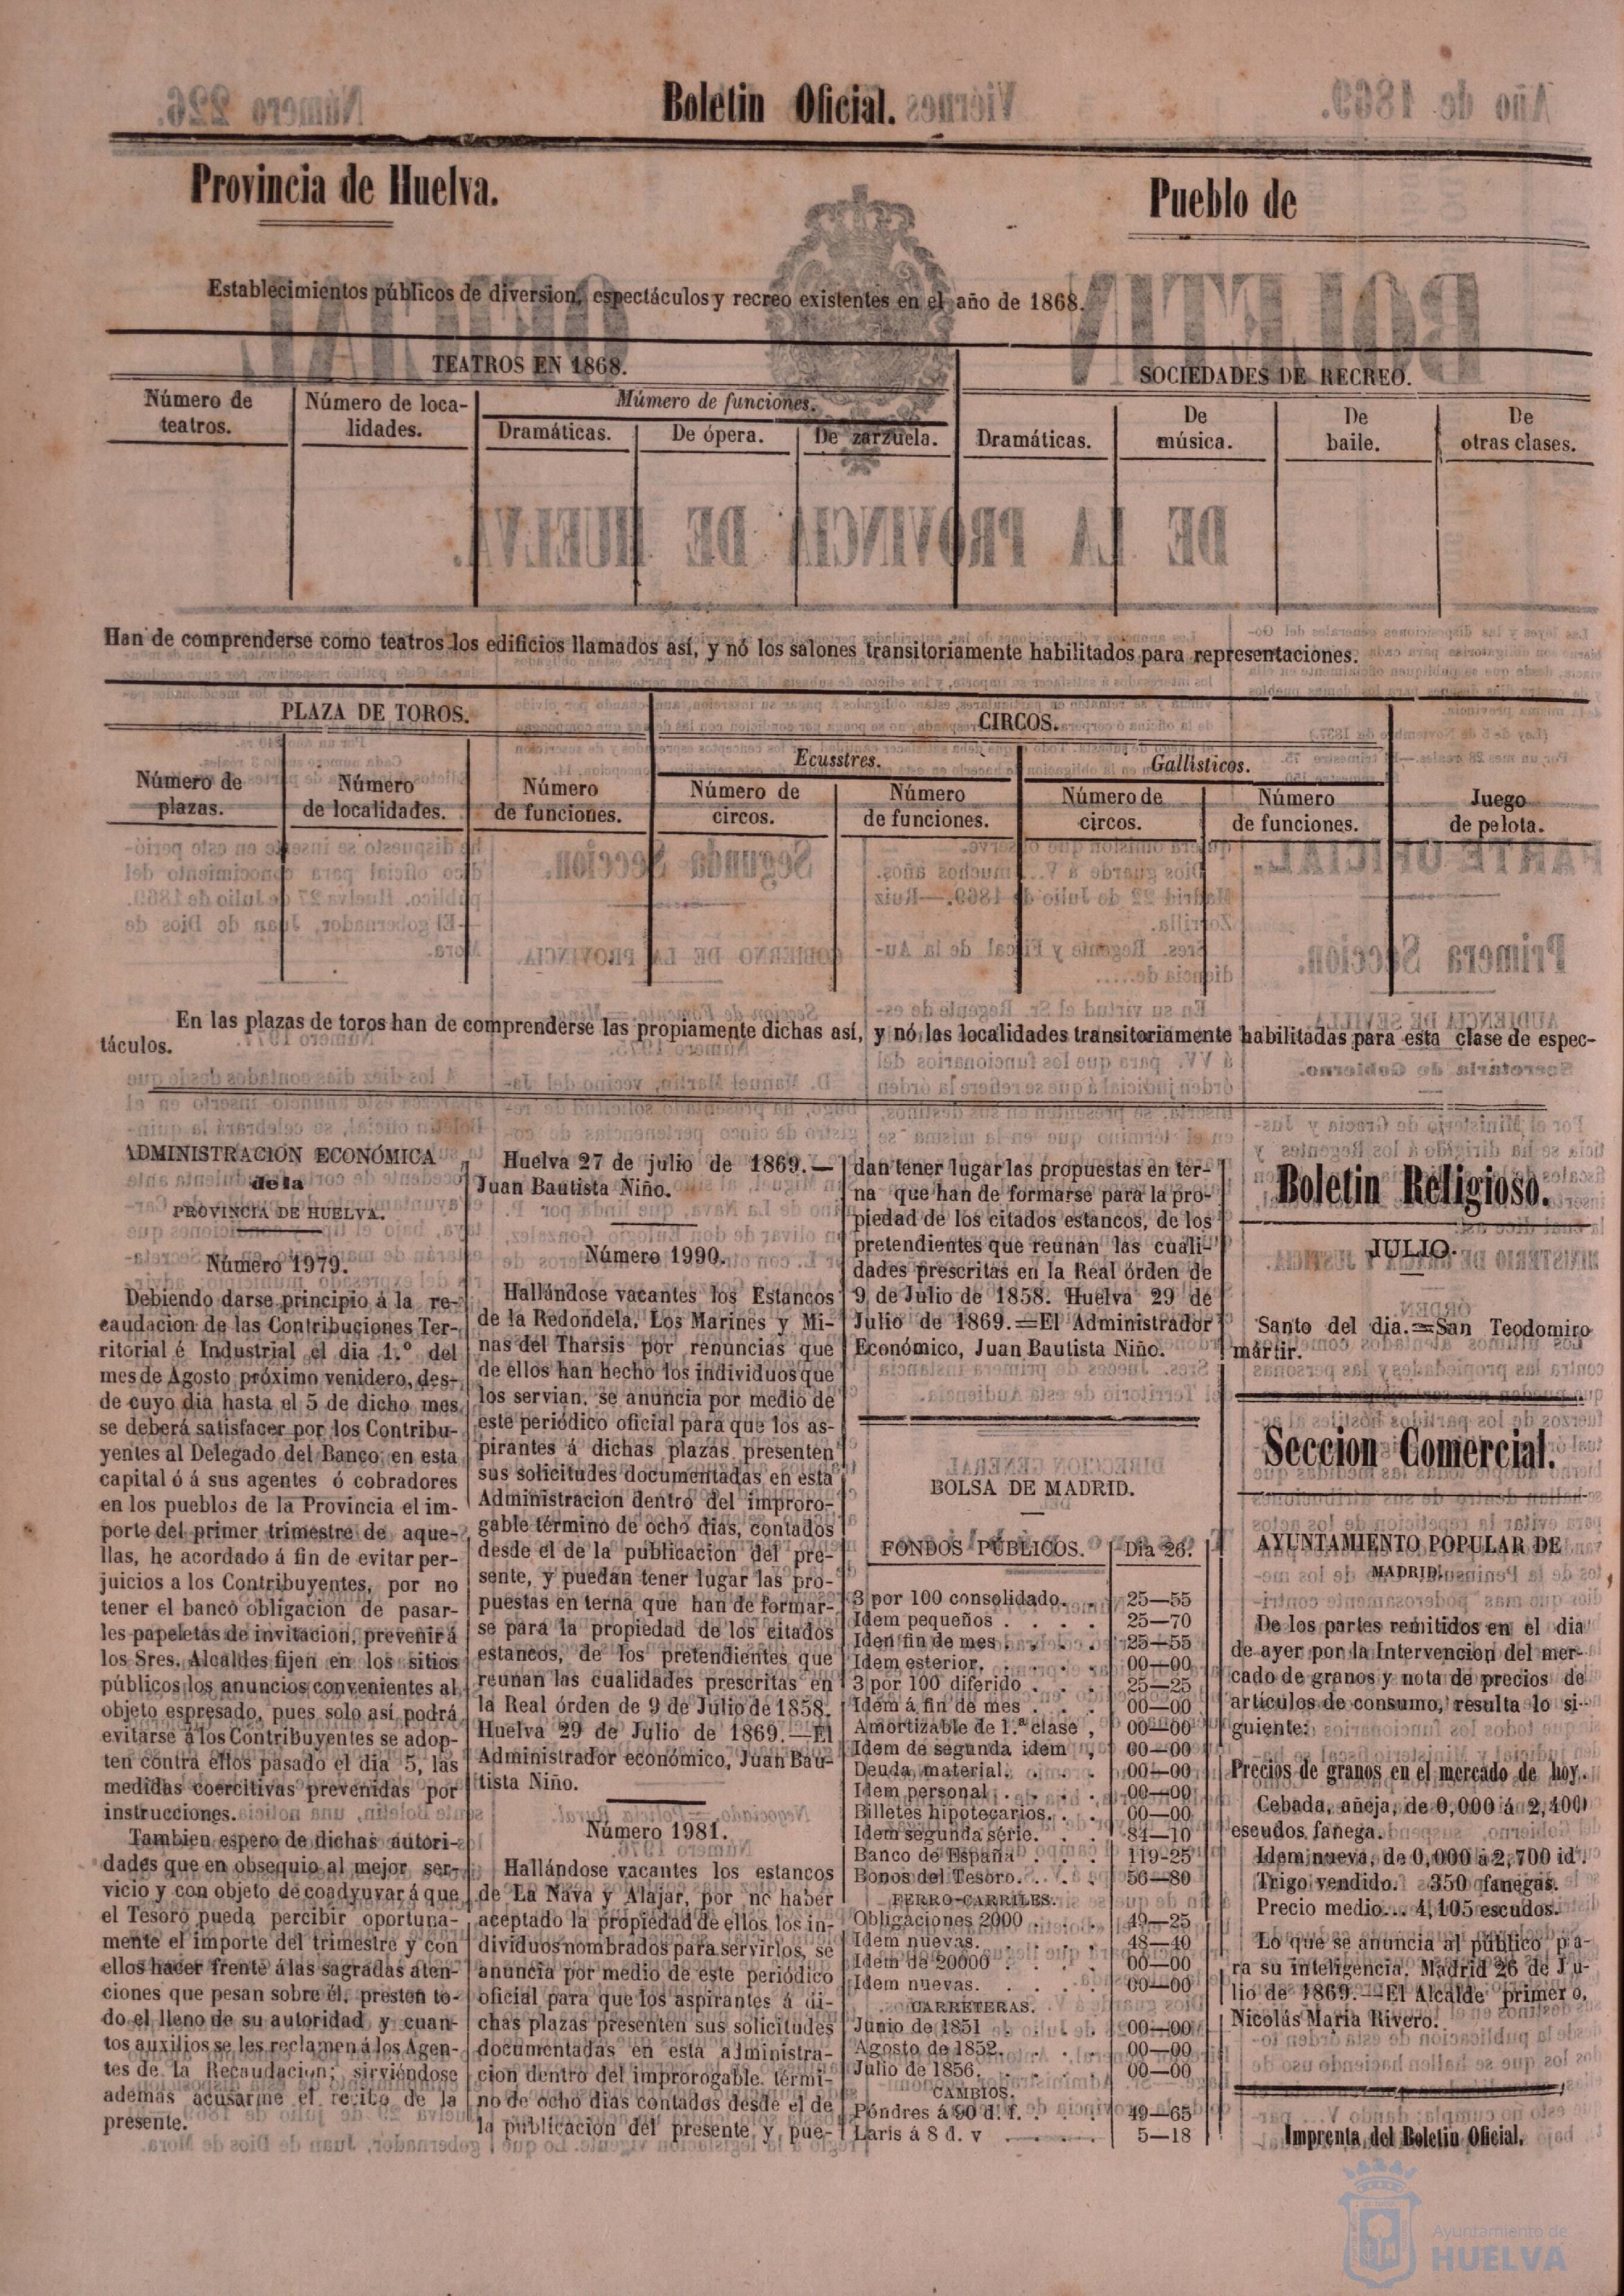 Boletin Oficial.
Provincia de Huelva.
Pueblo de
Establecimientos públicos de diversion, espectáculos y recreo existentes en el año de 1868.
TEATROS EN 1868.
SOCIEDADES DE RECREO.
Número de teatros.
Número de loca-
lidades.
Múmero de funciones.
Dramáticas.
De ópera.
De zarzuela.
Dramáticas.
De música.
De baile.
De otras clases.
Han de comprenderse como teatros los edificios llamados así, y nó los salones transitoriamente habilitados para representaciones.
PLAZA DE TOROS.
CIRCOS.
Número de plazas.
Número de localidades.
Número de funciones.
Ecusstres.
Número de circos.
Número de funciones.
Gallisticos.
Número de circos.
Número de funciones.
Juego de pelota.
En las plazas de toros han de comprenderse las propiamente dichas así, y nó las localidades transitoriamente habilitadas para esta clase de espec-
táculos.
ADMINISTRACION ECONÓMICA
de la
PROVINCIA DE HUELVA.
Número 1979.
Debiendo darse principio á la re-
caudacion de las Contribuciones Ter-
ritorial é Industrial el dia 1.º del
mes de Agosto próximo venidero, des-
de cuyo dia hasta el 5 de dicho mes
se deberá satisfacer por los Contribu-
yentes al Delegado del Banco en esta
capital ó á sus agentes ó cobradores
en los pueblos de la Provincia el im-
porte del primer trimestre de aque-
llas, he acordado á fin de evitar per-
juicios a los Contribuyentes, por no
tener el banco obligacion de pasar-
les papeletas de invitacion, prevenirá
los Sres. Alcaldes fijen en los sitios
públicos los anuncios convenientes al
objeto espresado, pues solo así podrá
evitarse á los Contribuyentes se adop-
ten contra ellos pasado el dia 5, las
medidas coercitivas prevenidas por
instrucciones.
Tambien espero de dichas autori-
dades que en obsequio al mejor ser-
vicio y con objeto de coadyuvar á que
el Tesoro pueda percibir oportuna-
mente el importe del trimestre y con
ellos hacer frente á las sagradas aten-
ciones que pesan sobre él, presten to-
do el lleno de su autoridad y cuan-
tos auxilios se les reclamen á los Agen-
tes de la Recaudacion; sirviéndose
además acusarme el recibo de la
presente.
Huelva 27 de julio de 1869.—
Juan Bautista Niño.
Número 1990.
Hallándose vacantes los Estancos
de la Redondela, Los Marines y Mi-
nas del Tharsis por renuncias que
de ellos han hecho los individuos que
los servian, se anuncia por medio de
este periódico oficial para que los as-
pirantes á dichas plazas presenten
sus solicitudes documentadas en esta
Administracion dentro del improro-
gable término de ocho dias, contados
desde el de la publicacion del pre-
sente, y puedan tener lugar las pro-
puestas en terna que han de formar-
se para la propiedad de los citados
estancos, de los pretendientes que
reunan las cualidades prescritas en
la Real órden de 9 de Julio de 1858.
Huelva 29 de Julio de 1869.—El
Administrador económico, Juan Bau-
tista Niño.
Número 1981.
Hallándose vacantes los estancos
de La Nava y Alajar, por no haber
aceptado la propiedad de ellos los in-
dividuos nombrados para servirlos, se
anuncia por medio de este periódico
oficial para que los aspirantes á di-
chas plazas presenten sus solicitudes
documentadas en esta administra-
cion dentro del improrogable térmi-
no de ocho dias contados desde el de
la publicacion del presente, y pue-
dan tener lugar las propuestas en ter-
na que han de formarse para la pro-
piedad de los citados estancos, de los
pretendientes que reunan las cuali-
dades prescritas en la Real órden de
9 de Julio de 1858. Huelva 29 de
Julio de 1869.—El Administrador
Económico, Juan Bautista Niño.
BOLSA DE MADRID.
FONDOS PÚBLICOS. Dia 26.
3 por 100 consolidado. . 25—55
Idem pequeños . . . . 25—70
Iden fin de mes . . . . 25—55
Idem esterior. . . . . 00—00
3 por 100 diferido . . . 25—25
Idem á fin de mes . . . 00—00
Amortizable de 1.ª clase , 00—00
Idem de segunda idem , 00—00
Deuda material. . . . 00—00
Idem personal . . . . 00—00
Billetes hipotecarios. . . 00—00
Idem segunda série. . . 81—10
Banco de España . . . 119-25
Bonos del Tesoro. . . . 56—80
FERRO-CARRILES.
Obligaciones 2000 . . . 49—25
Idem nuevas. . . . . 48—40
Idem de 20000 . . . . 00—00
Idem nuevas. . . . . 00—00
CARRETERAS.
Junio de 1851 . . . . 00—00
Agosto de 1852. . . . 00—00
Julio de 1856. . . . . 00—00
CAMBIOS.
Póndres á 90 d. f. . . . 49—65
Laris á 8 d. v . . . . 5—18
Boletin Religioso.
JULIO.
Santo del dia.=San Teodomiro
mártir.
Seccion Comercial.
AYUNTAMIENTO POPULAR DE
MADRID.
De los partes remitidos en el dia
de ayer por la Intervencion del mer-
cado de granos y nota de precios de
articulos de consumo, resulta lo si-
guiente:
Precios de granos en el mercado de hoy.
Cebada, añeja, de 0,000 á 2,400
escudos fanega.
Idem nueva, de 0,000 á 2,700 id.
Trigo vendido. 350 fanegas.
Precio medio... 4,105 escudos.
Lo que se anuncia al público pa-
ra su inteligencia. Madrid 26 de Ju-
lio de 1869.—El Alcalde primero,
Nicolás Maria Rivero.
Imprenta del Boletin Oficial.
Ayuntamiento de
HUELVA